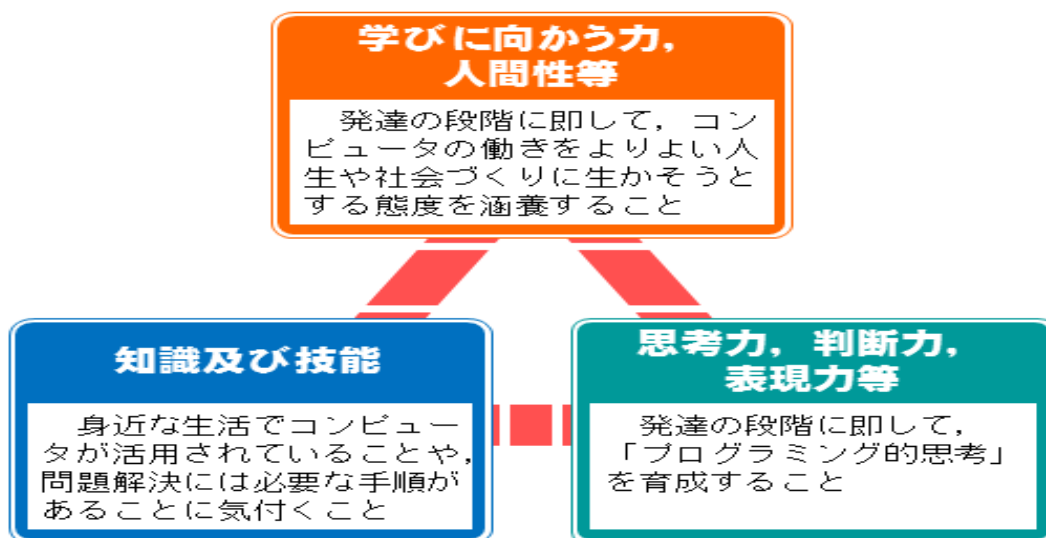 学びに向かう力，
人間性等
発達の段階に即して，コン
ピュータの働きをよりよい人
生や社会づくりに生かそうと
する態度を涵養すること
知識及び技能
身近な生活でコンピュー
タが活用されていることや，
問題解決には必要な手順が
あることに気付くこと
思考力，判断力，
表現力等
発達の段階に即して，
「プログラミング的思考」
を育成すること